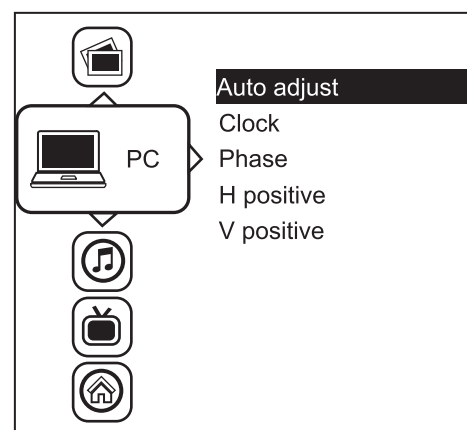 PC
Auto adjust
Clock
Phase
H positive
V positive